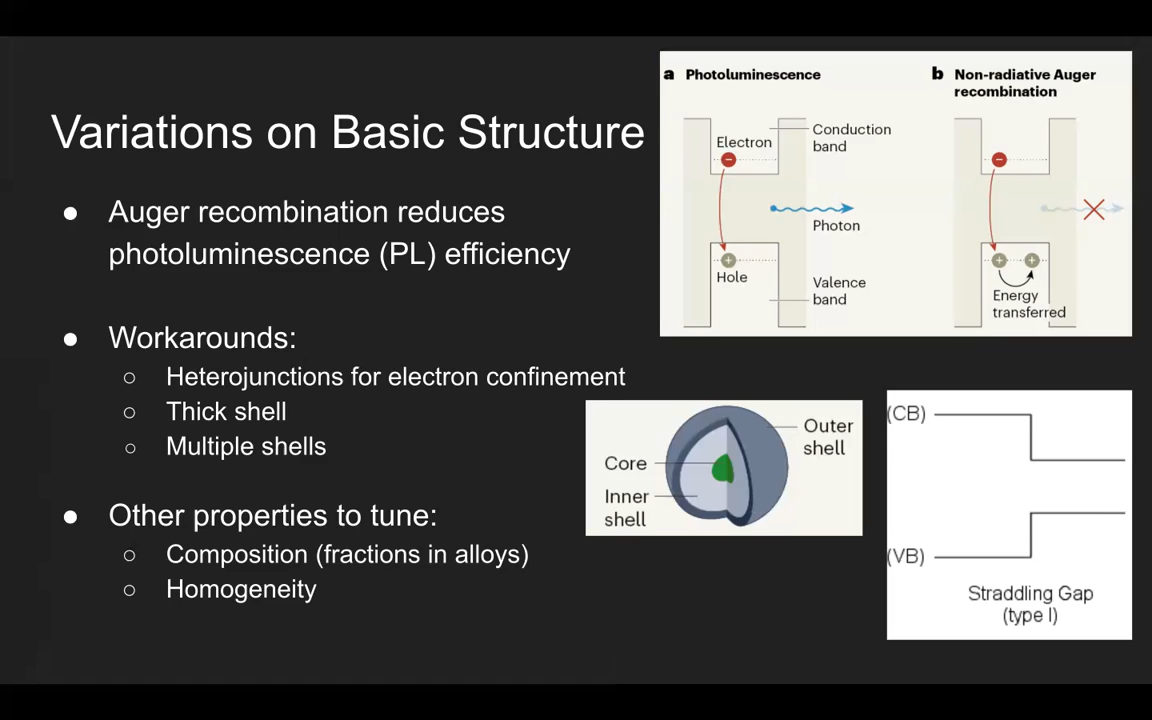 Variations on Basic Structure
● Auger recombination reduces
photoluminescence (PL) efficiency
● Workarounds:
○ Heterojunctions for electron confinement
○ Thick shell
○ Multiple shells
● Other properties to tune:
○ Composition (fractions in alloys)
○ Homogeneity
a Photoluminescence
Electron
Conduction
band
−
Photon
+
Hole
Valence
band
b Non-radiative Auger
recombination
−
+ +
Energy
transferred
Outer
shell
Core
Inner
shell
(CB)
(VB)
Straddling Gap
(type I)